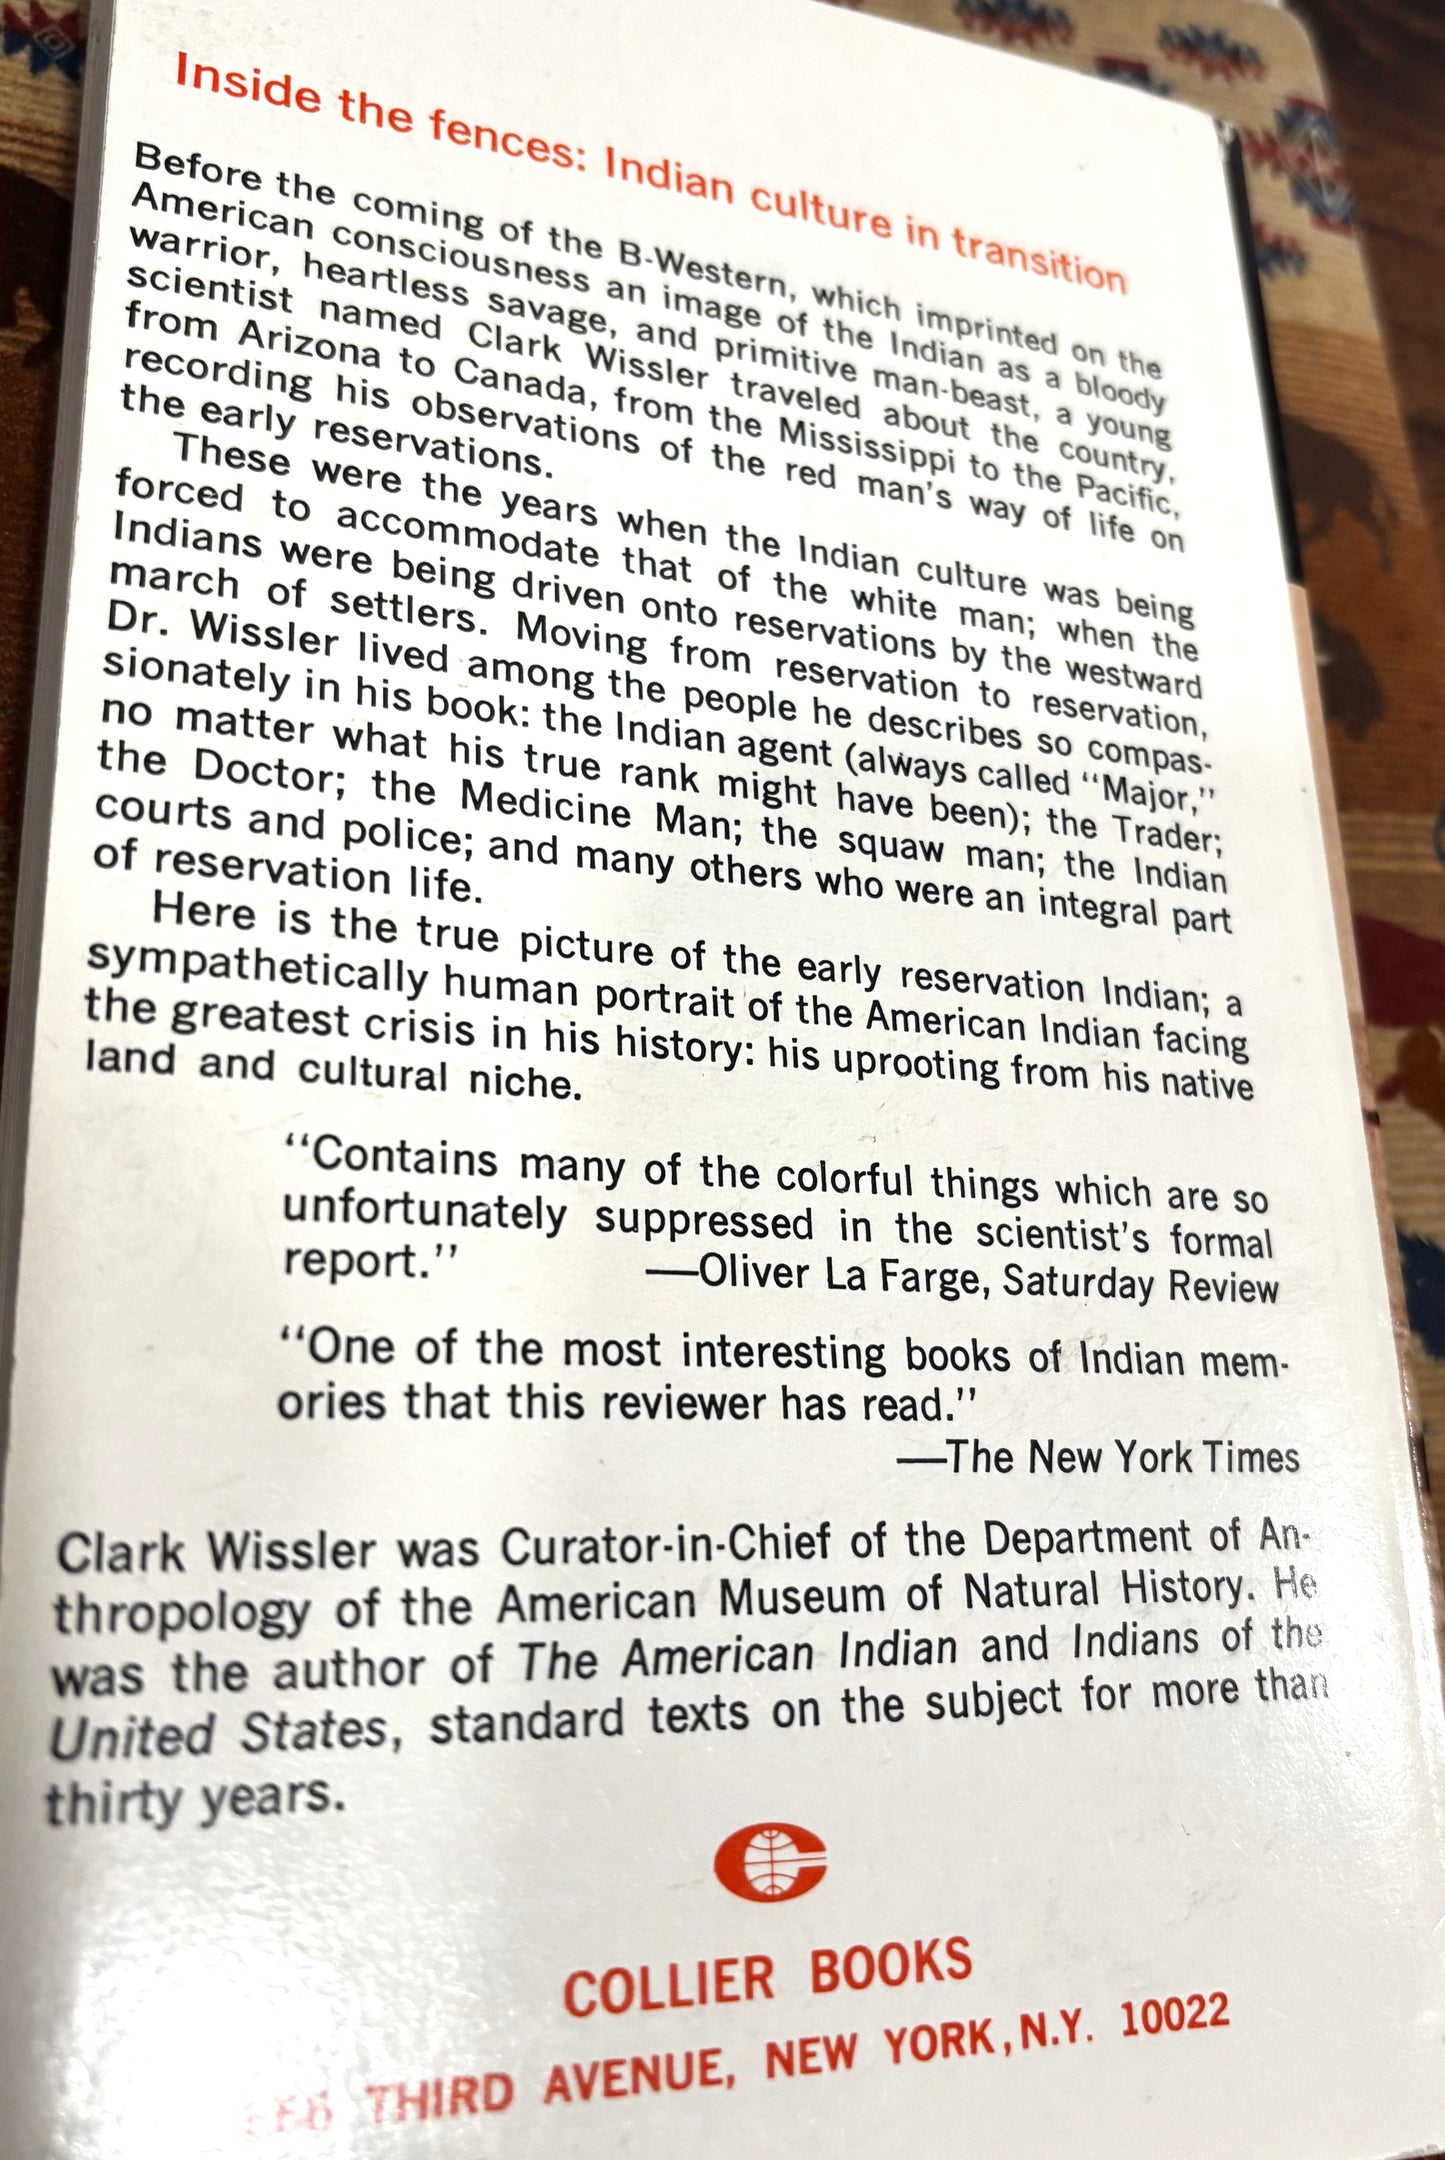 Inside the fences: Indian culture in transition
Before the coming of the B-Western, which imprinted on the
American consciousness an image of the Indian as a bloody
warrior, heartless savage, and primitive man-beast, a young
scientist named Clark Wissler traveled about the country,
from Arizona to Canada, from the Mississippi to the Pacific,
recording his observations of the red man's way of life on
the early reservations.
These were the years when the Indian culture was being
forced to accommodate that of the white man; when the
Indians were being driven onto reservations by the westward
march of settlers. Moving from reservation to reservation,
Dr. Wissler lived among the people he describes so compas-
sionately in his book: the Indian agent (always called "Major,"
no matter what his true rank might have been); the Trader;
the Doctor; the Medicine Man; the squaw man; the Indian
courts and police; and many others who were an integral part
of reservation life.
Here is the true picture of the early reservation Indian; a
sympathetically human portrait of the American Indian facing
the greatest crisis in his history: his uprooting from his native
land and cultural niche.
"Contains many of the colorful things which are so
unfortunately suppressed in the scientist's formal
report." —Oliver La Farge, Saturday Review
"One of the most interesting books of Indian mem-
ories that this reviewer has read."
—The New York Times
Clark Wissler was Curator-in-Chief of the Department of An-
thropology of the American Museum of Natural History. He
was the author of The American Indian and Indians of the
United States, standard texts on the subject for more than
thirty years.
COLLIER BOOKS
THIRD AVENUE, NEW YORK, N.Y. 10022